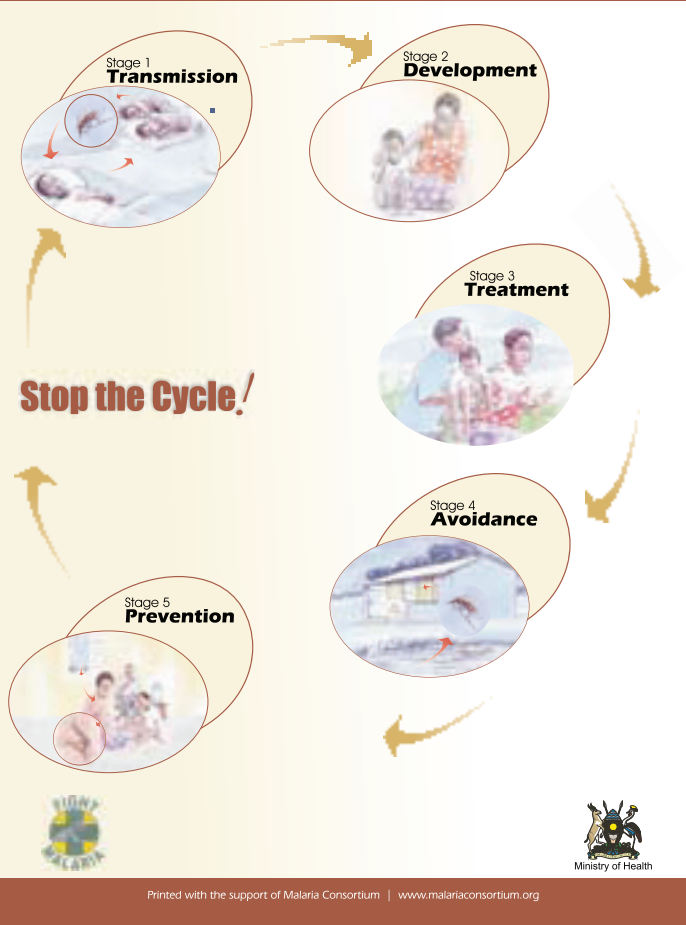 Stage 1
Transmission
Stage 2
Development
Stage 3
Treatment
Stop the Cycle!
Stage 4
Avoidance
Stage 5
Prevention
FIGHT
MALARIA
Ministry of Health
Printed with the support of Malaria Consortium | www.malariaconsortium.org